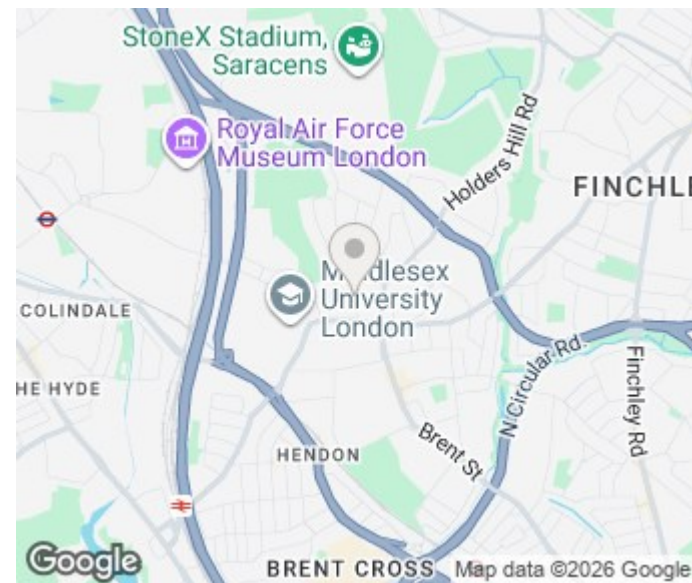 StoneX Stadium,
Saracens
Royal Air Force
Museum London
Holders Hill Rd
FINCHLE
Middlesex
University
London
COLINDALE
HE HYDE
N Circular Rd.
Finchley Rd
Brent St
HENDON
BRENT CROSS
Google
Map data ©2026 Google